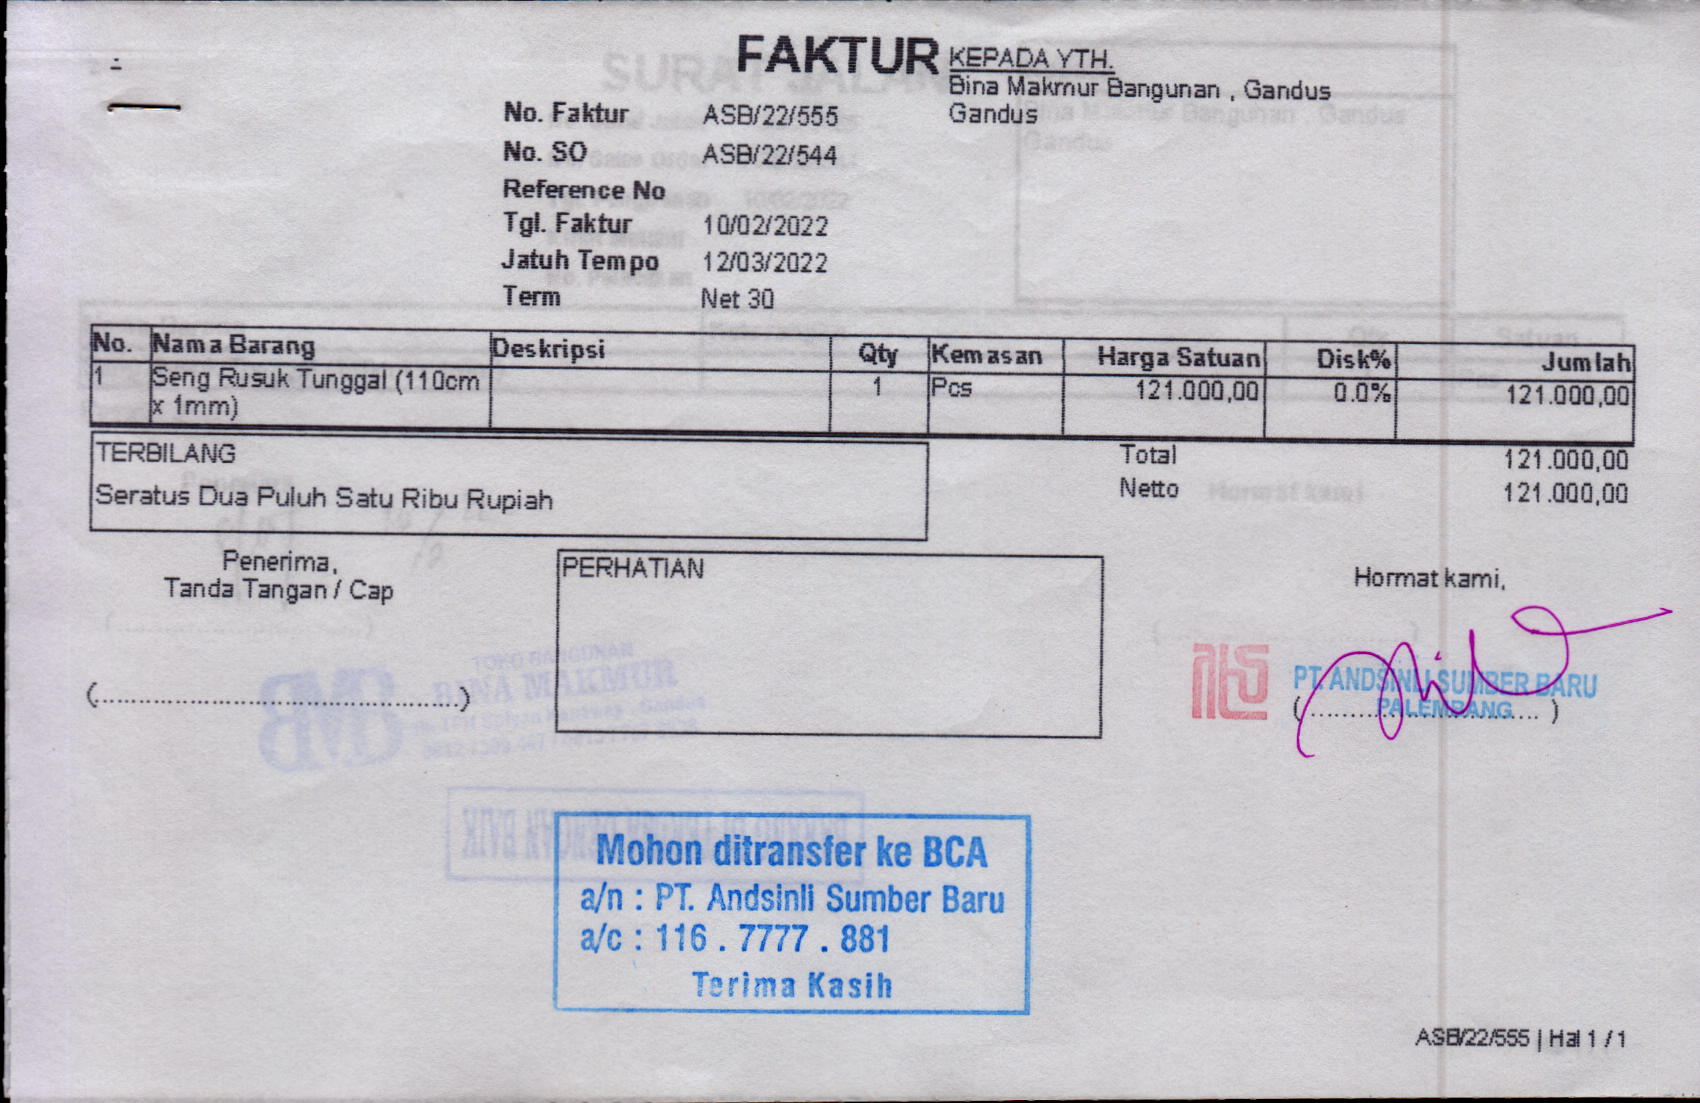 FAKTUR
KEPADA YTH.
Bina Makmur Bangunan , Gandus
Gandus
No. Faktur ASB/22/555
No. SO ASB/22/544
Reference No
Tgl. Faktur 10/02/2022
Jatuh Tempo 12/03/2022
Term Net 30
No. Nama Barang Deskripsi Qty Kemasan Harga Satuan Disk% Jumlah
1 Seng Rusuk Tunggal (110cm 1 Pcs 121.000,00 0.0% 121.000,00
x 1mm)
TERBILANG
Seratus Dua Puluh Satu Ribu Rupiah
Total 121.000,00
Netto 121.000,00
Penerima,
Tanda Tangan / Cap
(................................................)
PERHATIAN
Hormat kami,
PT. ANDSINLI SUMBER BARU
PALEMBANG
(................................)
TOKO BANGUNAN
BINA MAKMUR
Mohon ditransfer ke BCA
a/n : PT. Andsinli Sumber Baru
a/c : 116 . 7777 . 881
Terima Kasih
ASB/22/555 | Hal 1 / 1